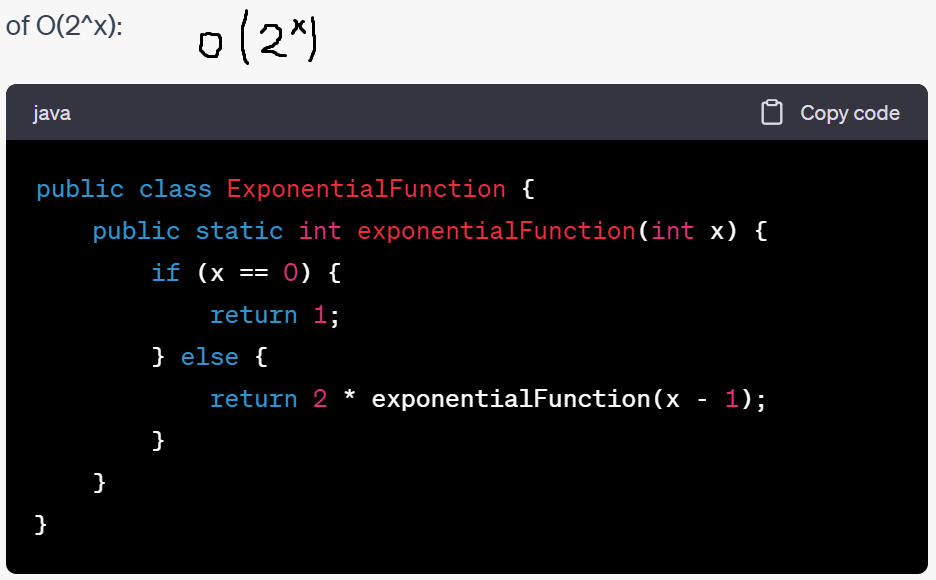 of O(2^x):
O(2^x)
java
Copy code
public class ExponentialFunction {
    public static int exponentialFunction(int x) {
        if (x == 0) {
            return 1;
        } else {
            return 2 * exponentialFunction(x - 1);
        }
    }
}